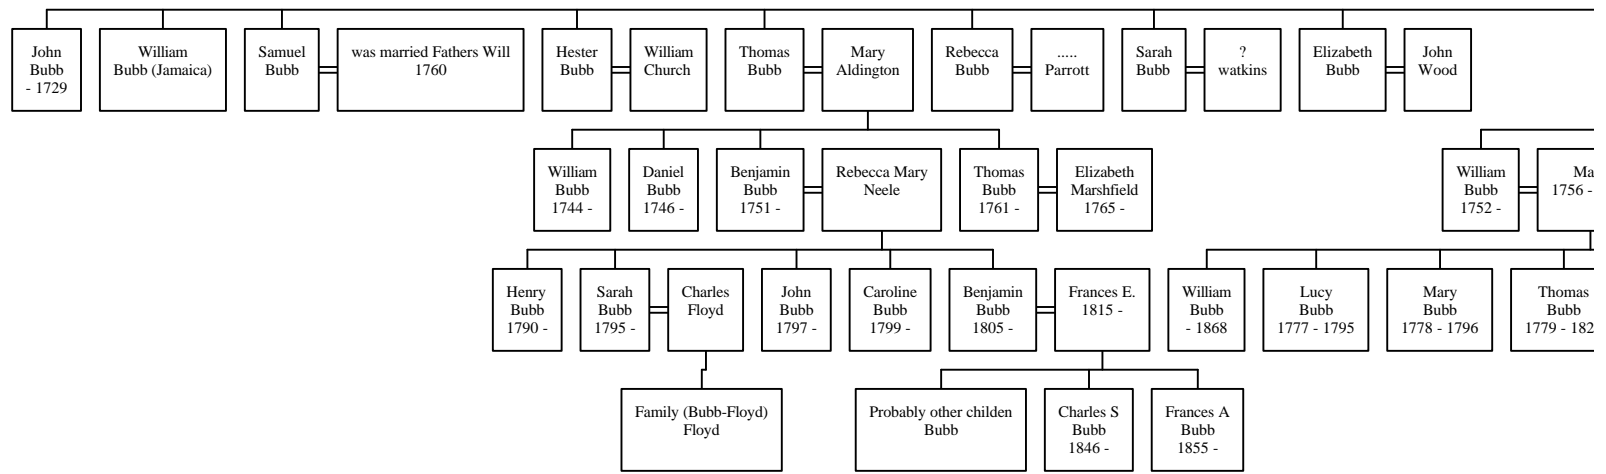 John
Bubb
- 1729
William
Bubb (Jamaica)
Samuel
Bubb
was married Fathers Will
1760
Hester
Bubb
William
Church
Thomas
Bubb
Mary
Aldington
Rebecca
Bubb
.....
Parrott
Sarah
Bubb
?
watkins
Elizabeth
Bubb
John
Wood
William
Bubb
1744 -
Daniel
Bubb
1746 -
Benjamin
Bubb
1751 -
Rebecca Mary
Neele
Thomas
Bubb
1761 -
Elizabeth
Marshfield
1765 -
William
Bubb
1752 -
Ma
1756 -
Henry
Bubb
1790 -
Sarah
Bubb
1795 -
Charles
Floyd
John
Bubb
1797 -
Caroline
Bubb
1799 -
Benjamin
Bubb
1805 -
Frances E.
1815 -
William
Bubb
- 1868
Lucy
Bubb
1777 - 1795
Mary
Bubb
1778 - 1796
Thomas
Bubb
1779 - 182
Family (Bubb-Floyd)
Floyd
Probably other childen
Bubb
Charles S
Bubb
1846 -
Frances A
Bubb
1855 -